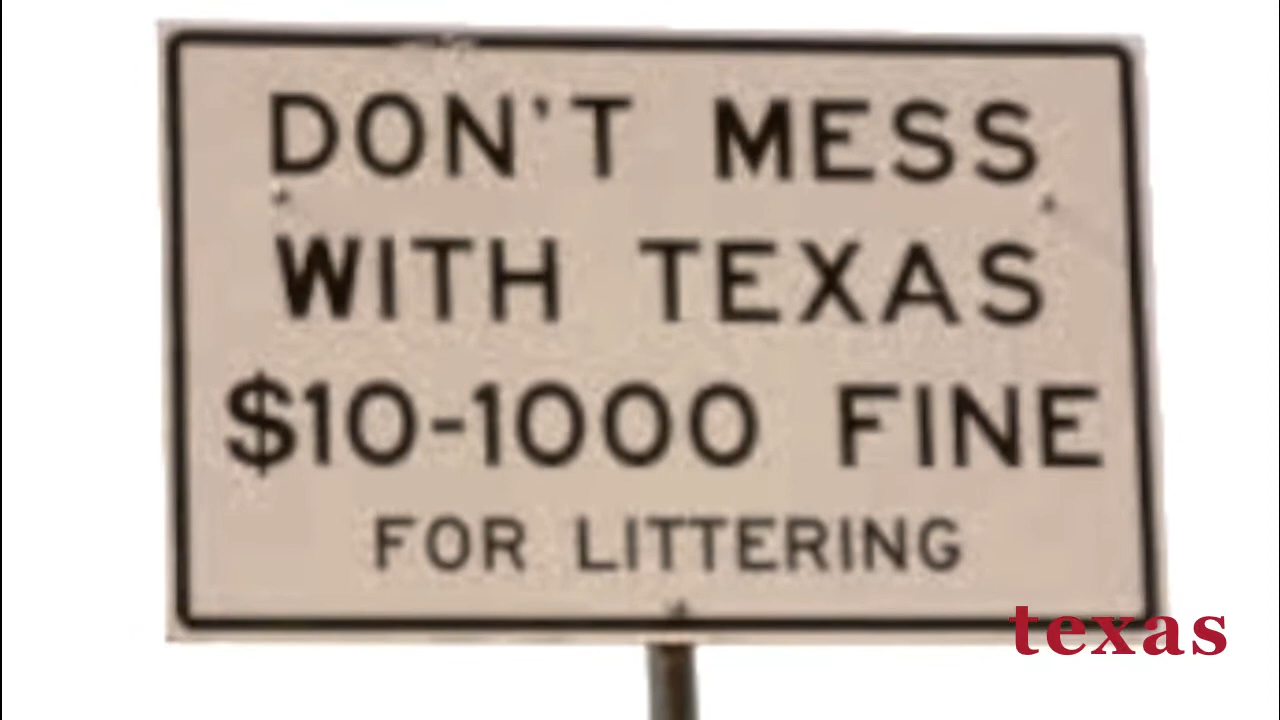 DON'T MESS
WITH TEXAS
$10-1000 FINE
FOR LITTERING
texas